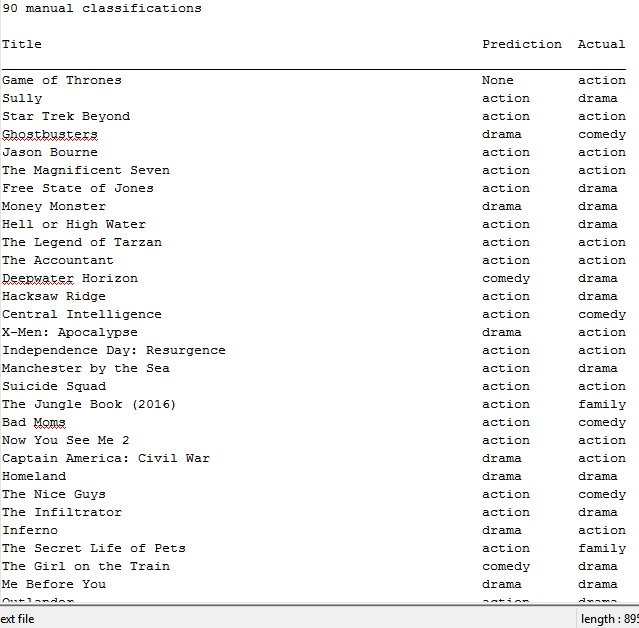 90 manual classifications
Title Prediction Actual
Game of Thrones None action
Sully action drama
Star Trek Beyond action action
Ghostbusters drama comedy
Jason Bourne action action
The Magnificent Seven action action
Free State of Jones action drama
Money Monster drama drama
Hell or High Water action drama
The Legend of Tarzan action action
The Accountant action action
Deepwater Horizon comedy drama
Hacksaw Ridge action drama
Central Intelligence action comedy
X-Men: Apocalypse drama action
Independence Day: Resurgence action action
Manchester by the Sea action drama
Suicide Squad action action
The Jungle Book (2016) action family
Bad Moms action comedy
Now You See Me 2 action action
Captain America: Civil War drama action
Homeland drama drama
The Nice Guys action comedy
The Infiltrator action drama
Inferno drama action
The Secret Life of Pets action family
The Girl on the Train comedy drama
Me Before You drama drama
Outlander action drama
ext file length : 895